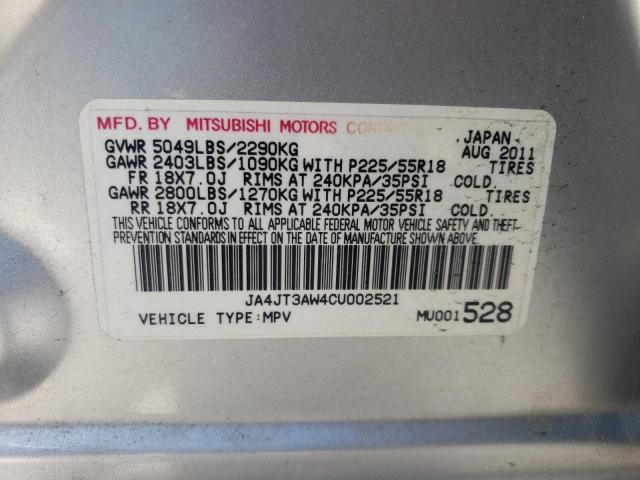 MFD. BY MITSUBISHI MOTORS CORPORATION JAPAN
GVWR 5049LBS/2290KG AUG 2011
GAWR 2403LBS/1090KG WITH P225/55R18 TIRES
FR 18X7.0J RIMS AT 240KPA/35PSI COLD.
GAWR 2800LBS/1270KG WITH P225/55R18 TIRES
RR 18X7.0J RIMS AT 240KPA/35PSI COLD.
THIS VEHICLE CONFORMS TO ALL APPLICABLE FEDERAL MOTOR VEHICLE SAFETY AND THEFT-
PREVENTION STANDARDS IN EFFECT ON THE DATE OF MANUFACTURE SHOWN ABOVE.
JA4JT3AW4CU002521
VEHICLE TYPE:MPV MU001528